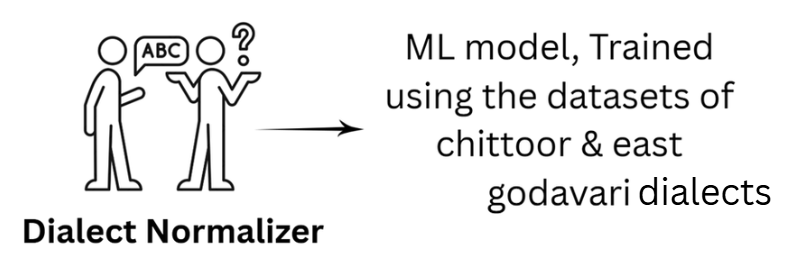 ABC
?
ML model, Trained
using the datasets of
chittoor & east
godavari dialects
Dialect Normalizer